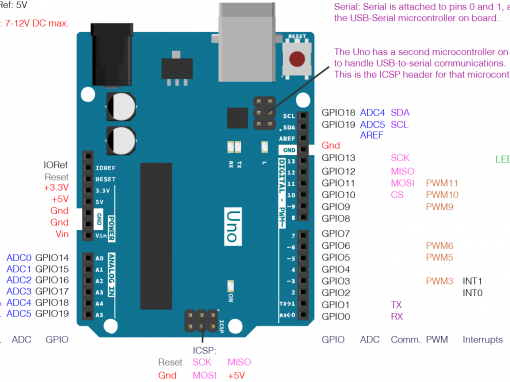 Ref: 5V
7-12V DC max.
Serial: Serial is attached to pins 0 and 1,
the USB-Serial mircrontroller on board.
The Uno has a second microcontroller on
to handle USB-to-serial communications.
This is the ICSP header for that microcont
RESET
GPIO18 ADC4 SDA
GPIO19 ADC5 SCL
AREF
Gnd
GPIO13 SCK LED
GPIO12 MISO
GPIO11 MOSI PWM11
GPIO10 CS PWM10
GPIO9 PWM9
GPIO8
GPIO7
GPIO6 PWM6
GPIO5 PWM5
GPIO4
GPIO3 PWM3 INT1
GPIO2 INT0
GPIO1 TX
GPIO0 RX
GPIO ADC Comm. PWM Interrupts
SCL
SDA
AREF
GND
13
12
11
10
9
8
7
6
5
4
3
2
TX→1
RX←0
DIGITAL PWM~
RX
TX
L
Uno
ON
ICSP
IORef
Reset
+3.3V
+5V
Gnd
Gnd
Vin
IOREF
RESET
3.3V
5V
GND
Vin
POWER
ADC0 GPIO14
ADC1 GPIO15
ADC2 GPIO16
ADC3 GPIO17
ADC4 GPIO18
ADC5 GPIO19
A0
A1
A2
A3
A4
A5
ANALOG IN
ADC GPIO
ICSP:
Reset SCK MISO
Gnd MOSI +5V